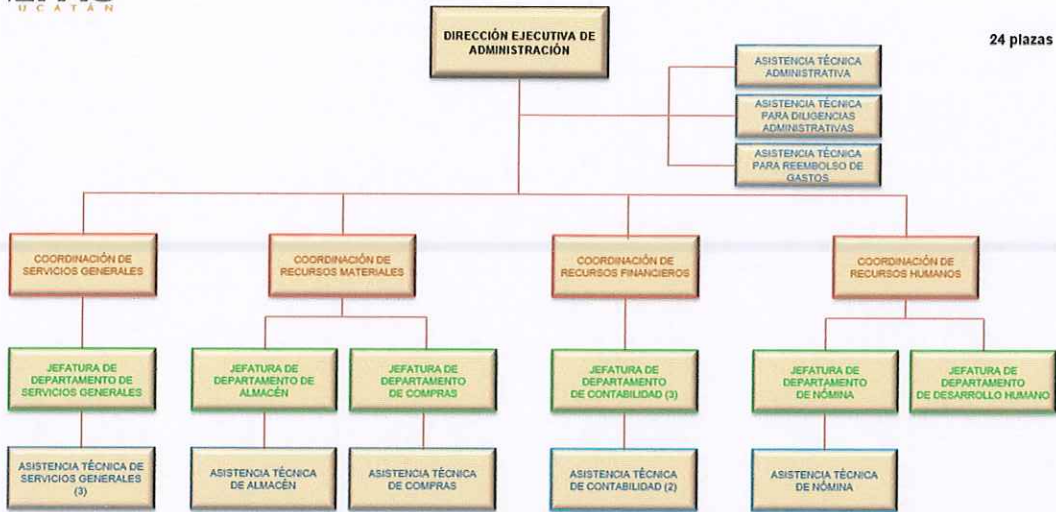 UCATÁN
DIRECCIÓN EJECUTIVA DE
ADMINISTRACIÓN
24 plazas
ASISTENCIA TÉCNICA
ADMINISTRATIVA
ASISTENCIA TÉCNICA
PARA DILIGENCIAS
ADMINISTRATIVAS
ASISTENCIA TÉCNICA
PARA REEMBOLSO DE
GASTOS
COORDINACIÓN DE
SERVICIOS GENERALES
COORDINACIÓN DE
RECURSOS MATERIALES
COORDINACIÓN DE
RECURSOS FINANCIEROS
COORDINACIÓN DE
RECURSOS HUMANOS
JEFATURA DE
DEPARTAMENTO DE
SERVICIOS GENERALES
JEFATURA DE
DEPARTAMENTO DE
ALMACÉN
JEFATURA DE
DEPARTAMENTO
DE COMPRAS
JEFATURA DE
DEPARTAMENTO
DE CONTABILIDAD (3)
JEFATURA DE
DEPARTAMENTO
DE NÓMINA
JEFATURA DE
DEPARTAMENTO
DE DESARROLLO HUMANO
ASISTENCIA TÉCNICA DE
SERVICIOS GENERALES
(3)
ASISTENCIA TÉCNICA
DE ALMACÉN
ASISTENCIA TÉCNICA
DE COMPRAS
ASISTENCIA TÉCNICA
DE CONTABILIDAD (2)
ASISTENCIA TÉCNICA
DE NÓMINA